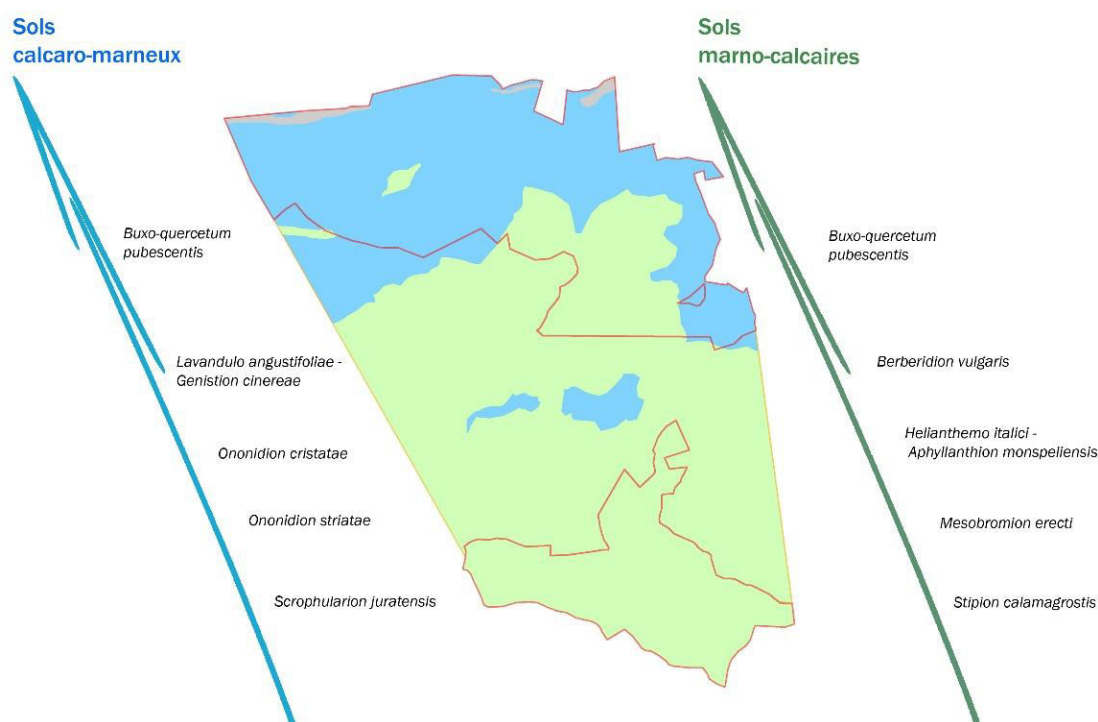 Sols
calcaro-marneux
Buxo-quercetum
pubescentis
Lavandulo angustifoliae -
Genistion cinereae
Ononidion cristatae
Ononidion striatae
Scrophularion juratensis
Sols
marno-calcaires
Buxo-quercetum
pubescentis
Berberidion vulgaris
Helianthemo italici -
Aphyllanthion monspeliensis
Mesobromion erecti
Stipion calamagrostis